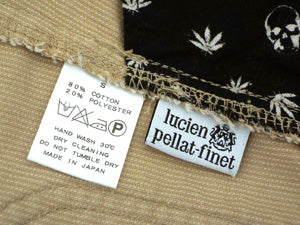 S
80% COTTON
20% POLYESTER
P
HAND WASH 30℃
DRY CLEANING
DO NOT TUMBLE DRY
MADE IN JAPAN
lucien
pellat-finet